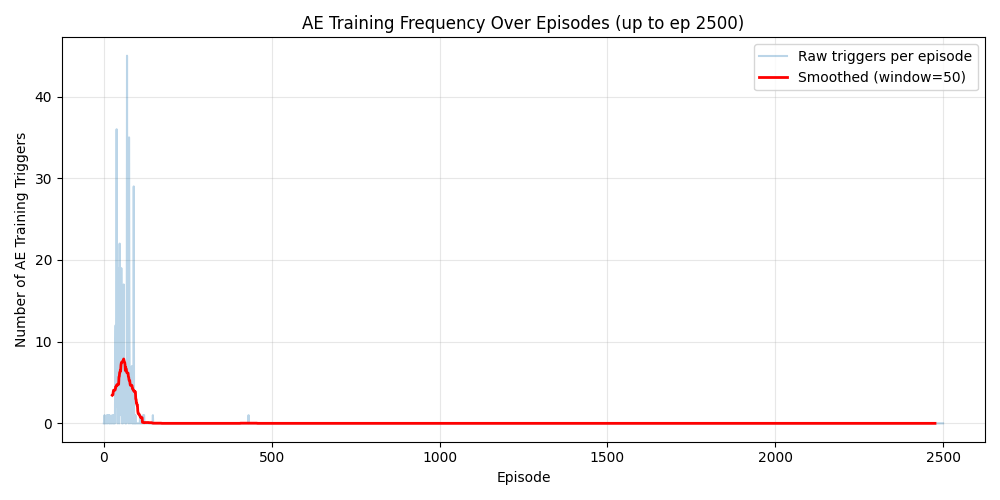 AE Training Frequency Over Episodes (up to ep 2500)
Raw triggers per episode
Smoothed (window=50)
Number of AE Training Triggers
40
30
20
10
0
0 500 1000 1500 2000 2500
Episode